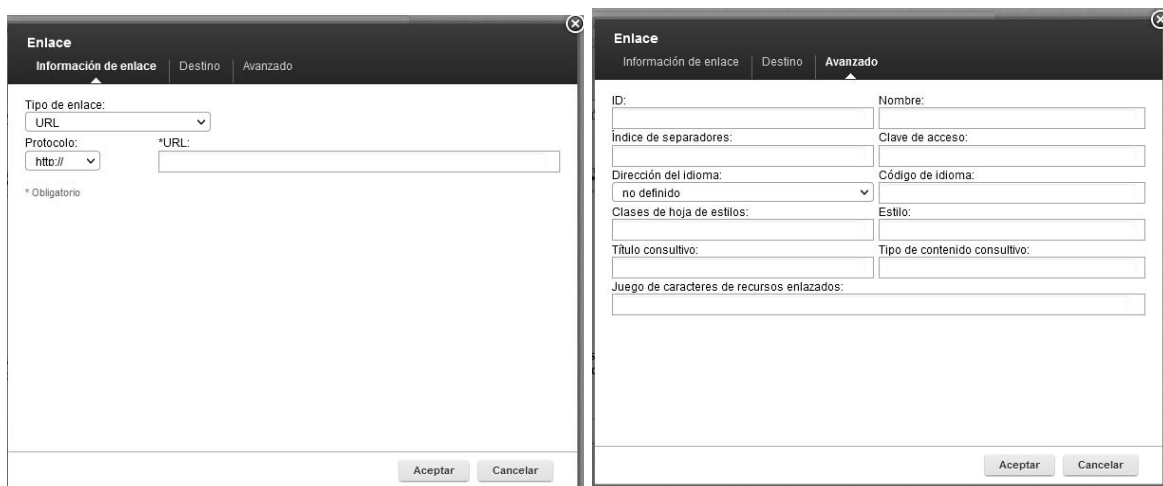 Enlace
Información de enlace Destino Avanzado
Tipo de enlace:
URL
Protocolo: *URL:
http://
* Obligatorio
Aceptar Cancelar
Enlace
Información de enlace Destino Avanzado
ID: Nombre:
Índice de separadores: Clave de acceso:
Dirección del idioma: Código de idioma:
no definido
Clases de hoja de estilos: Estilo:
Título consultivo: Tipo de contenido consultivo:
Juego de caracteres de recursos enlazados:
Aceptar Cancelar